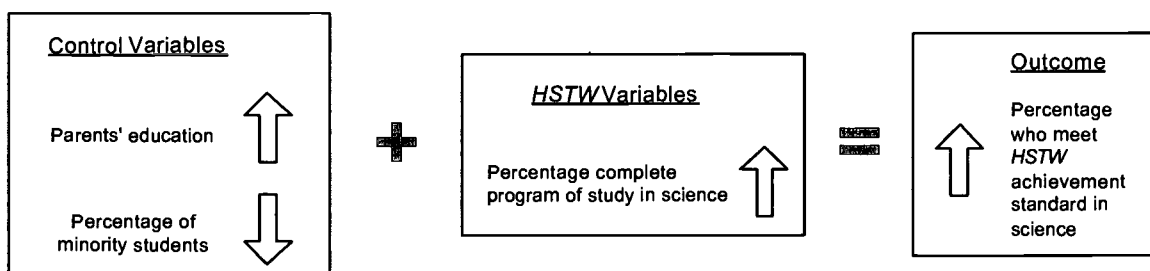 Control Variables
Parents' education
Percentage of
minority students
HSTW Variables
Percentage complete
program of study in science
Outcome
Percentage
who meet
HSTW
achievement
standard in
science